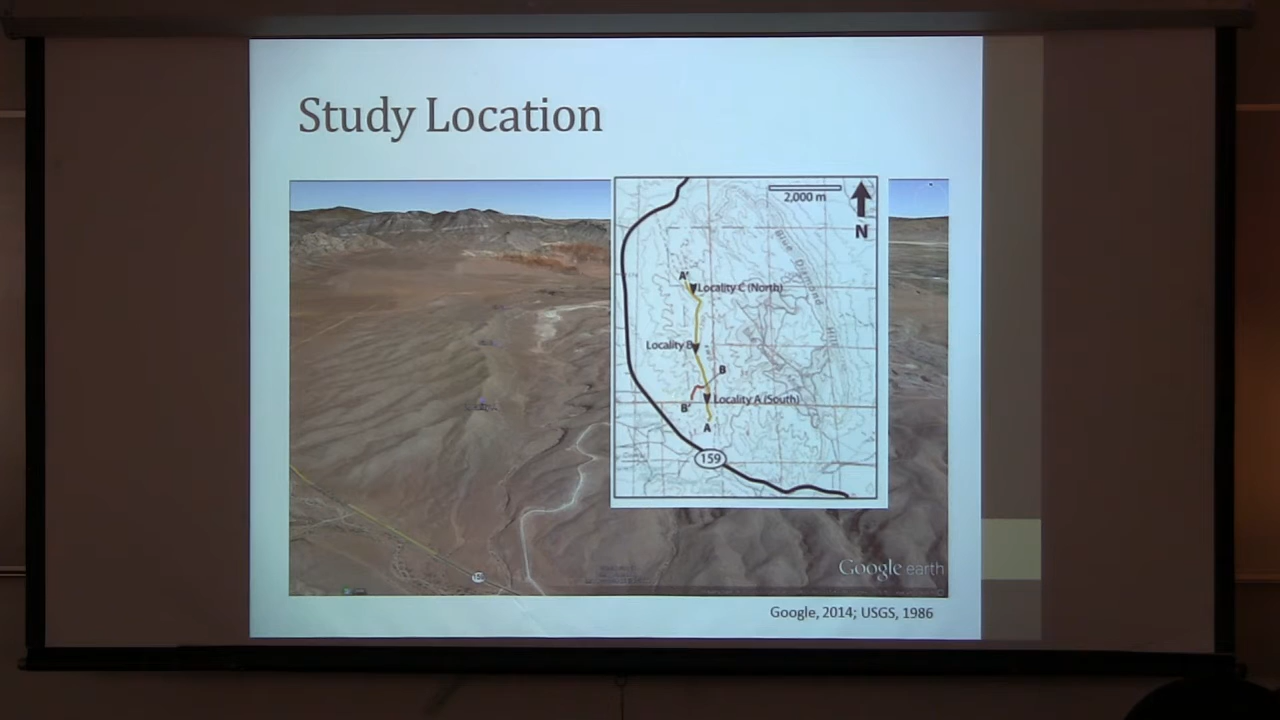 Study Location
2,000 m
N
Blue Diamond Hill
A'
Locality C (North)
Locality B
B
B'
Locality A (South)
A
159
Google earth
Google, 2014; USGS, 1986